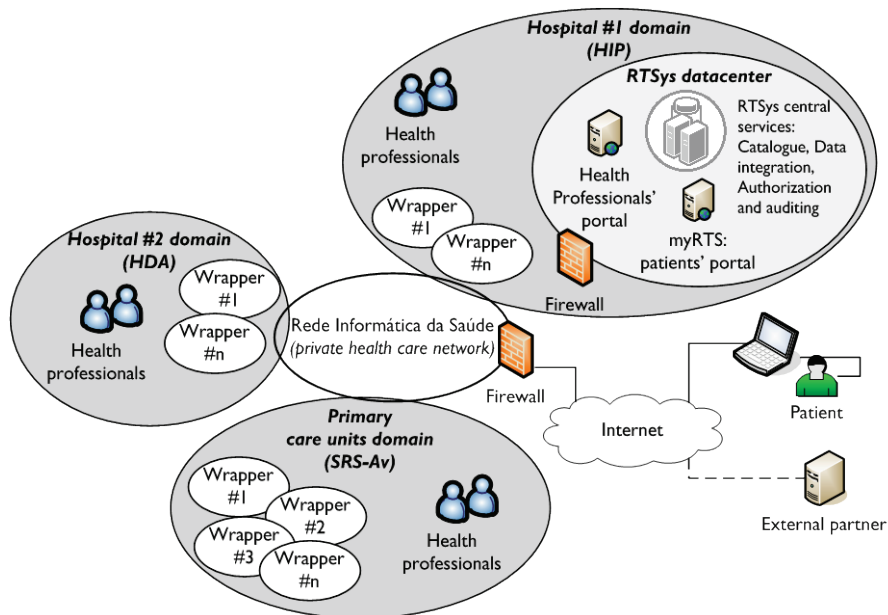 Hospital #1 domain
(HIP)
RTSys datacenter
Health
professionals
RTSys central
services:
Catalogue, Data
integration,
Authorization
and auditing
Health
Professionals'
portal
myRTS:
patients' portal
Wrapper
#1
Wrapper
#n
Firewall
Hospital #2 domain
(HDA)
Wrapper
#1
Wrapper
#n
Health
professionals
Rede Informática da Saúde
(private health care network)
Firewall
Internet
Patient
External partner
Primary
care units domain
(SRS-Av)
Wrapper
#1
Wrapper
#2
Wrapper
#3
Wrapper
#n
Health
professionals